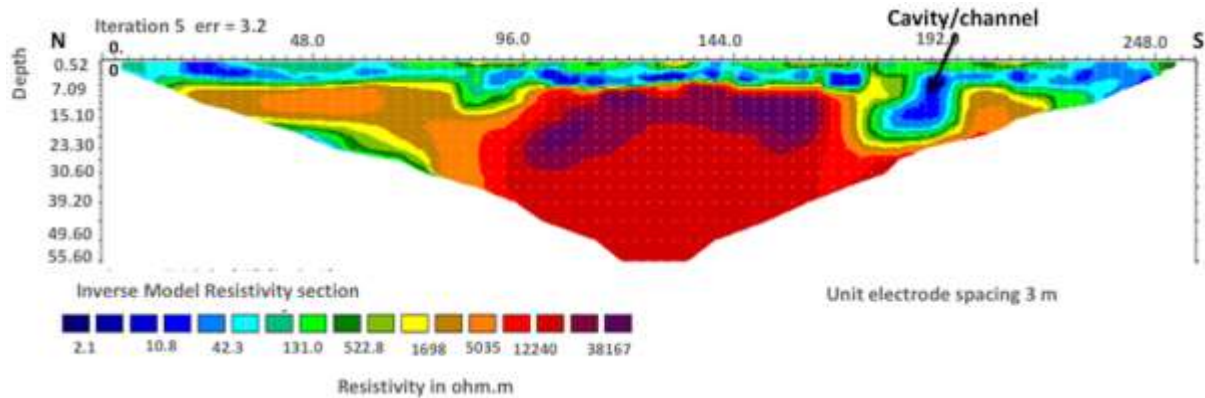 Cavity/channel
Iteration 5 err = 3.2
N 0. 48.0 96.0 144.0 192. 248.0 S
Depth
0.52 0
7.09
15.10
23.30
30.60
39.20
49.60
55.60
Inverse Model Resistivity section
Unit electrode spacing 3 m
2.1 10.8 42.3 131.0 522.8 1698 5035 12240 38167
Resistivity in ohm.m